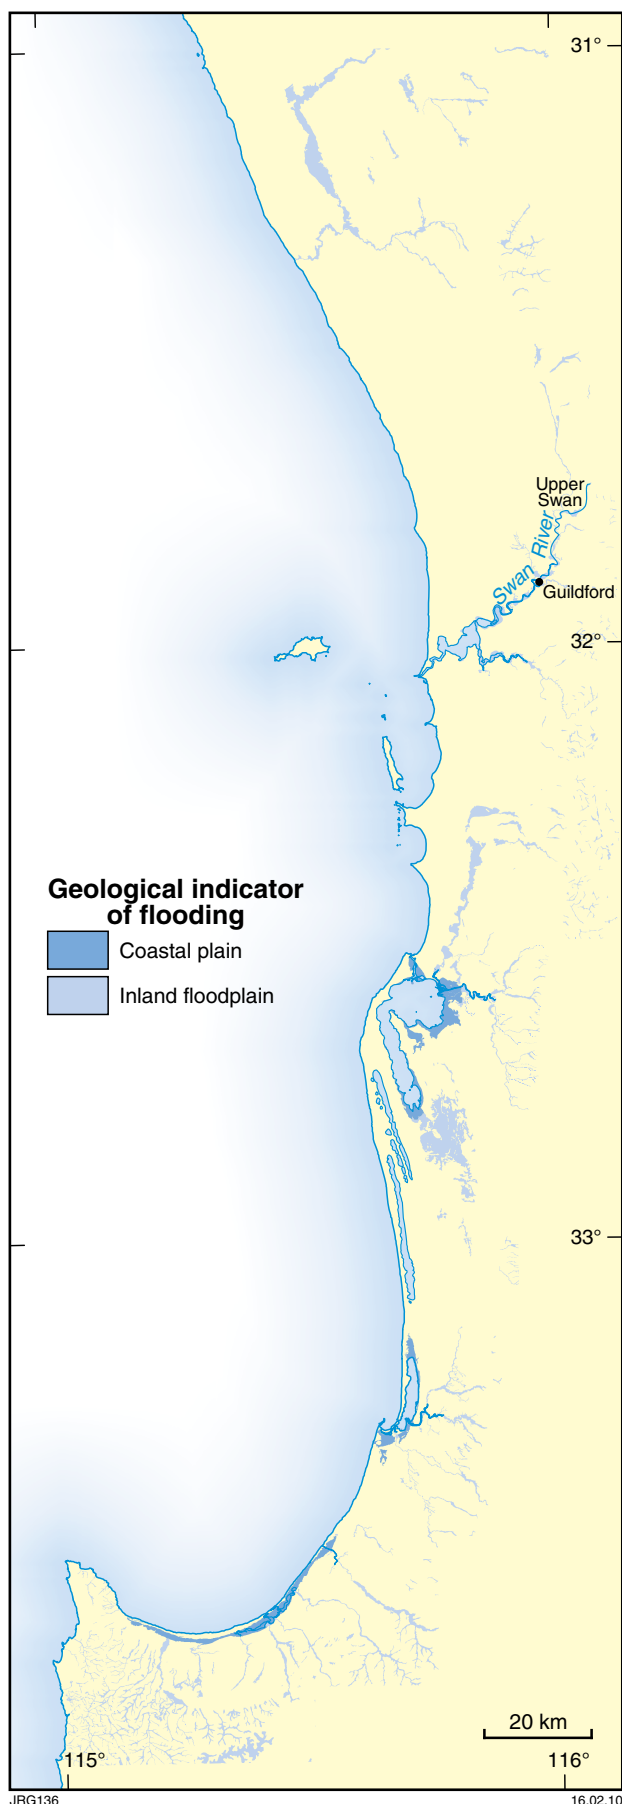 31°
Upper
Swan
Swan River
Guildford
32°
Geological indicator
of flooding
Coastal plain
Inland floodplain
33°
20 km
115°
116°
JRG136
16.02.10